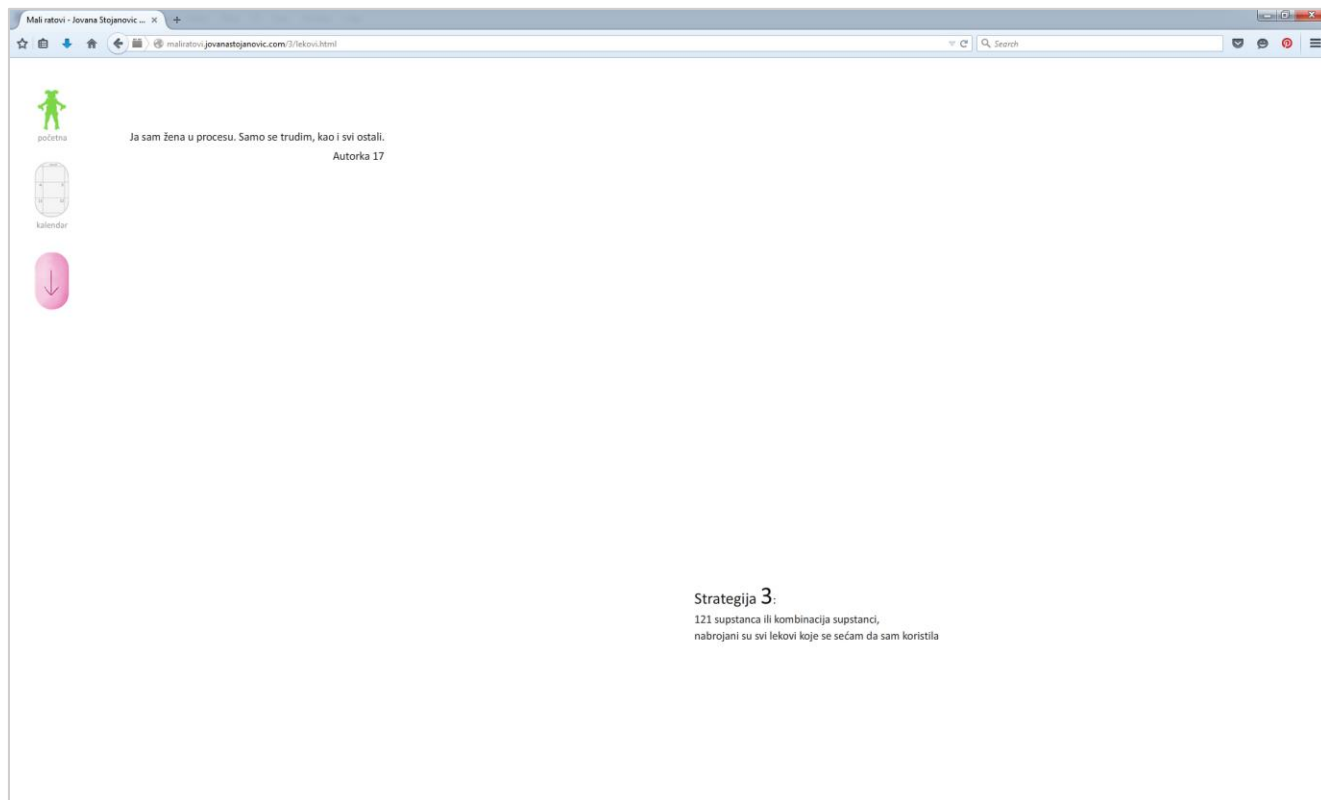 Mali ratovi - Jovana Stojanovic ... × +
maliratovi.jovanastojanovic.com/3/lekovi.html
Search
početna
Ja sam žena u procesu. Samo se trudim, kao i svi ostali.
Autorka 17
kalendar
Strategija 3:
121 supstanca ili kombinacija supstanci,
nabrojani su svi lekovi koje se sećam da sam koristila